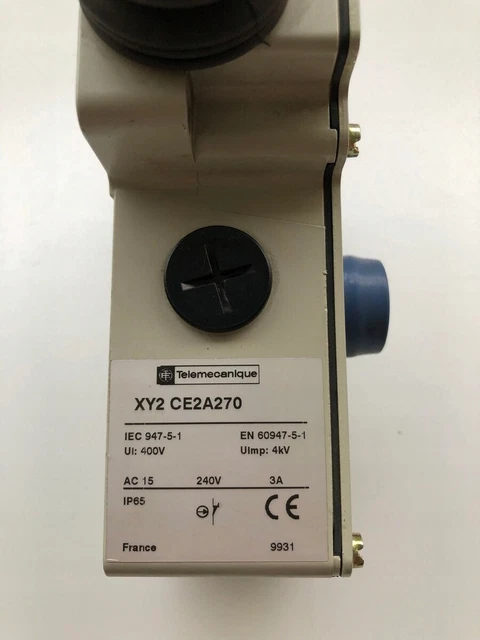 Telemecanique
XY2 CE2A270
IEC 947-5-1 EN 60947-5-1
Ui: 400V UImp: 4kV
AC 15 240V 3A
IP65 CE
France 9931